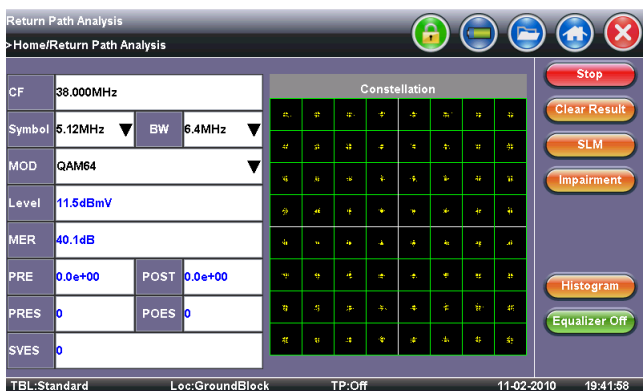 Return Path Analysis
>Home/Return Path Analysis
CF 38.000MHz
Symbol 5.12MHz BW 6.4MHz
MOD QAM64
Level 11.5dBmV
MER 40.1dB
PRE 0.0e+00 POST 0.0e+00
PRES 0 POES 0
SVES 0
Constellation
Stop
Clear Result
SLM
Impairment
Histogram
Equalizer Off
TBL:Standard Loc:GroundBlock TP:Off 11-02-2010 19:41:58